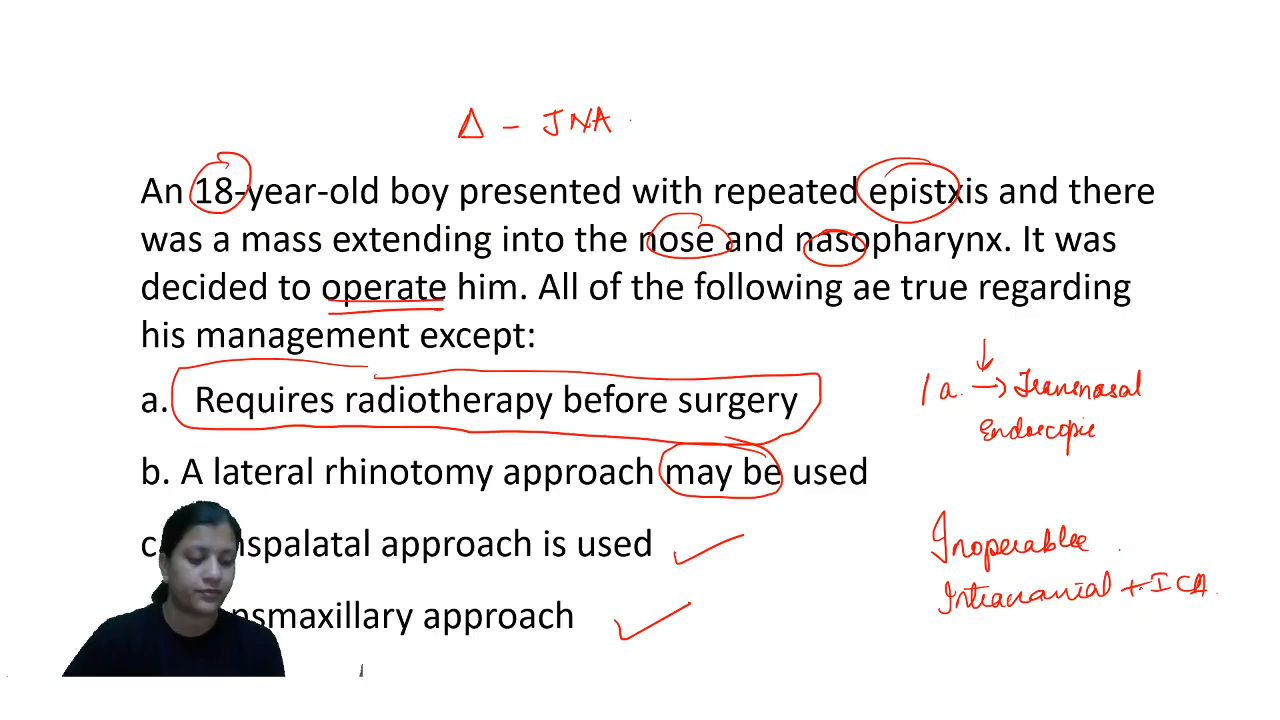 Δ - JNA
An 18-year-old boy presented with repeated epistxis and there
was a mass extending into the nose and nasopharynx. It was
decided to operate him. All of the following ae true regarding
his management except:
a. Requires radiotherapy before surgery
1a. → Transnasal
Endoscopic
b. A lateral rhinotomy approach may be used
c. nspalatal approach is used
Inoperable
Intracranial + ICA
nsmaxillary approach